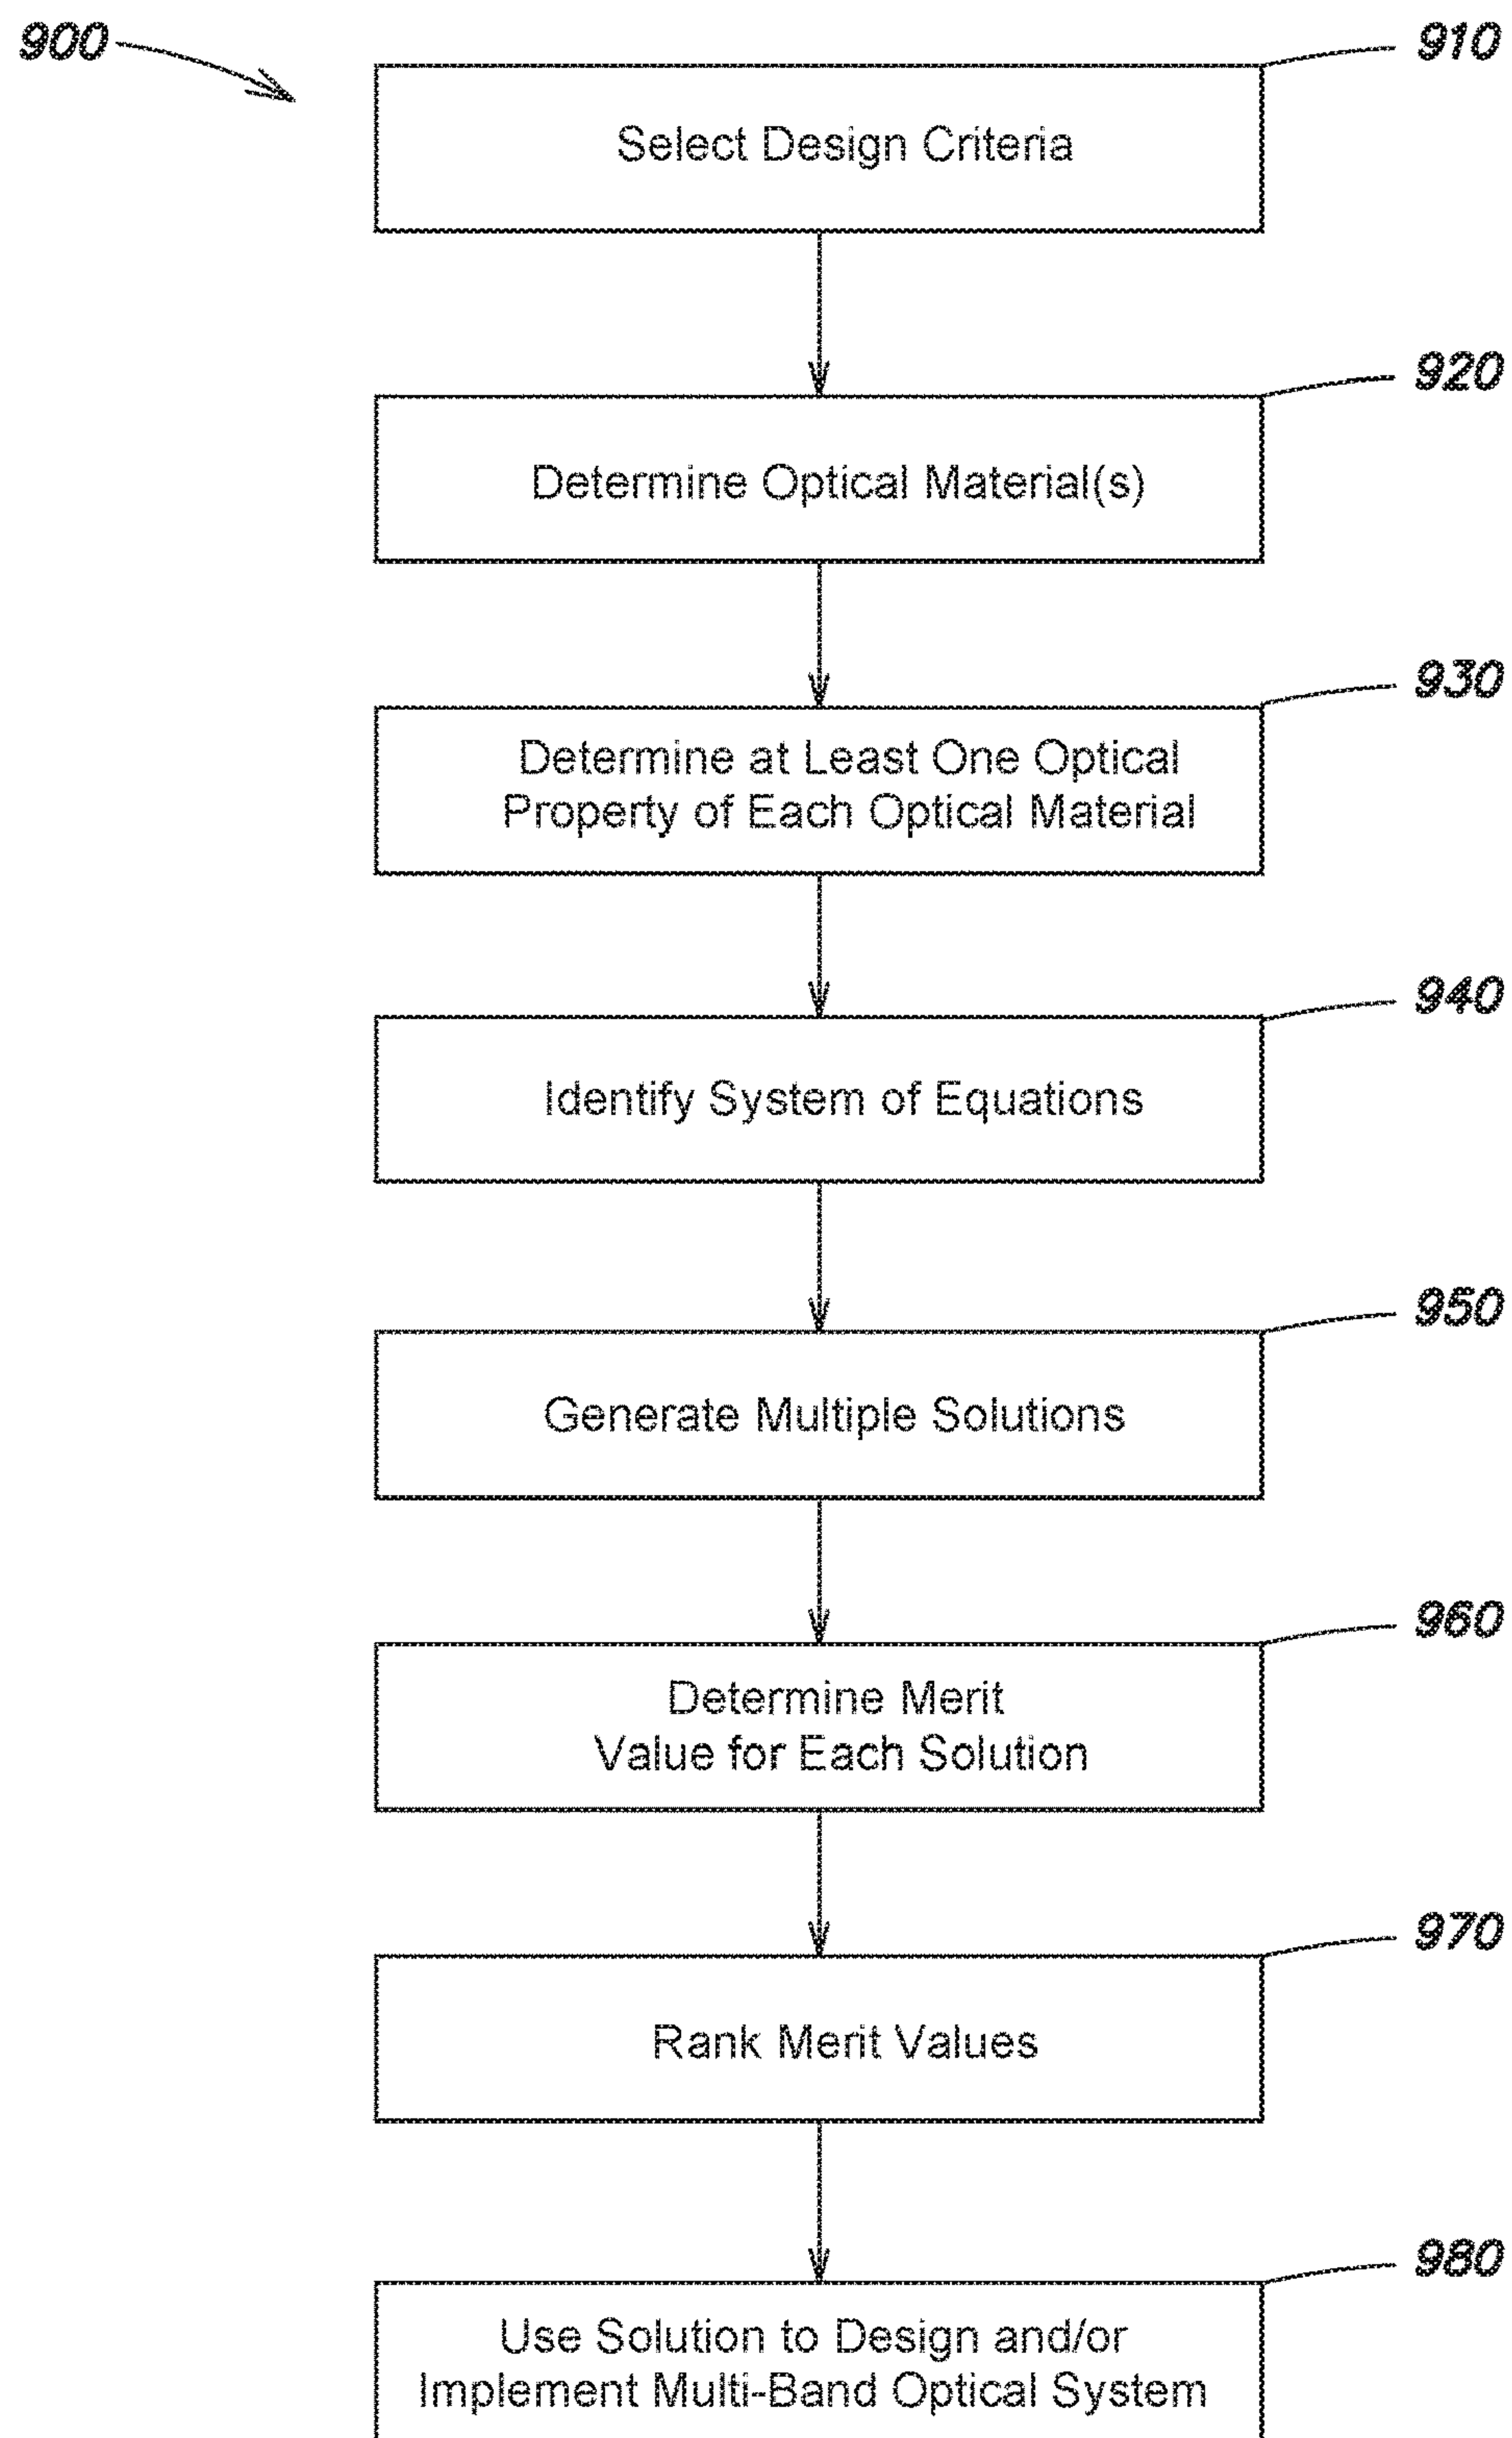 900
910
Select Design Criteria
920
Determine Optical Material(s)
930
Determine at Least One Optical
Property of Each Optical Material
940
Identify System of Equations
950
Generate Multiple Solutions
960
Determine Merit
Value for Each Solution
970
Rank Merit Values
980
Use Solution to Design and/or
Implement Multi-Band Optical System